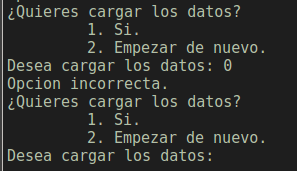 ¿Quieres cargar los datos?
1. Si.
2. Empezar de nuevo.
Desea cargar los datos: 0
Opcion incorrecta.
¿Quieres cargar los datos?
1. Si.
2. Empezar de nuevo.
Desea cargar los datos: